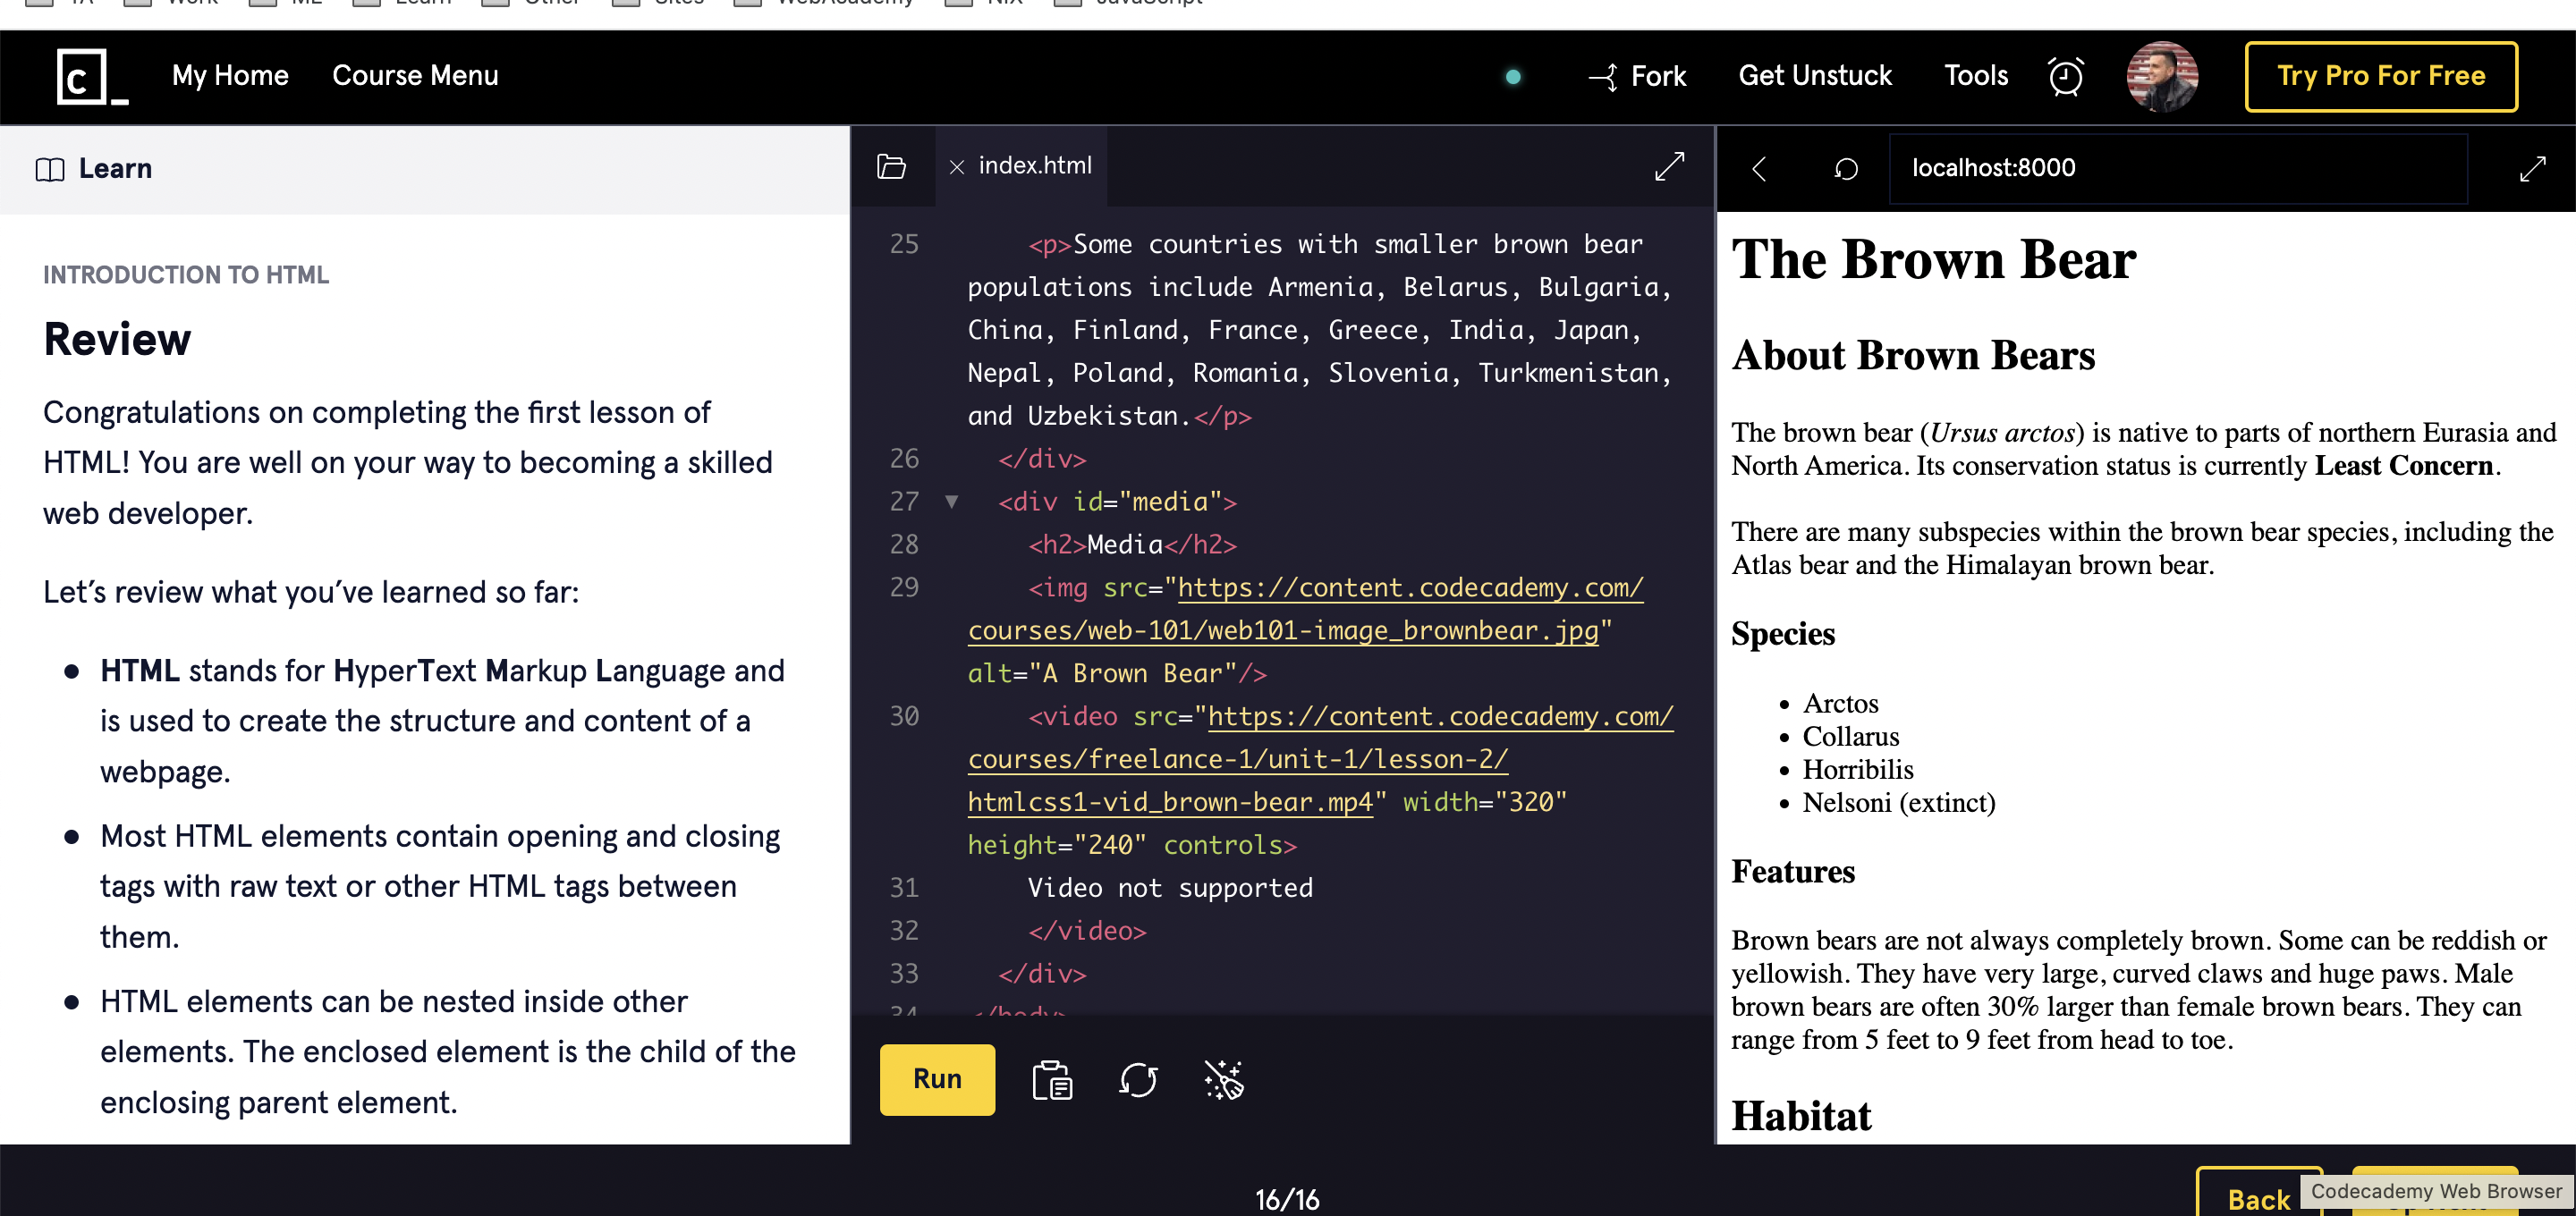 YA Work ML Learn Other Sites WebAcademy NIX JavaScript
My Home Course Menu Fork Get Unstuck Tools Try Pro For Free
Learn
INTRODUCTION TO HTML
Review
Congratulations on completing the first lesson of
HTML! You are well on your way to becoming a skilled
web developer.
Let’s review what you’ve learned so far:
HTML stands for HyperText Markup Language and
is used to create the structure and content of a
webpage.
Most HTML elements contain opening and closing
tags with raw text or other HTML tags between
them.
HTML elements can be nested inside other
elements. The enclosed element is the child of the
enclosing parent element.
index.html
25 <p>Some countries with smaller brown bear
populations include Armenia, Belarus, Bulgaria,
China, Finland, France, Greece, India, Japan,
Nepal, Poland, Romania, Slovenia, Turkmenistan,
and Uzbekistan.</p>
26 </div>
27 <div id="media">
28 <h2>Media</h2>
29 <img src="https://content.codecademy.com/
courses/web-101/web101-image_brownbear.jpg"
alt="A Brown Bear"/>
30 <video src="https://content.codecademy.com/
courses/freelance-1/unit-1/lesson-2/
htmlcss1-vid_brown-bear.mp4" width="320"
height="240" controls>
31 Video not supported
32 </video>
33 </div>
34 </body>
Run
localhost:8000
The Brown Bear
About Brown Bears
The brown bear (Ursus arctos) is native to parts of northern Eurasia and
North America. Its conservation status is currently Least Concern.
There are many subspecies within the brown bear species, including the
Atlas bear and the Himalayan brown bear.
Species
Arctos
Collarus
Horribilis
Nelsoni (extinct)
Features
Brown bears are not always completely brown. Some can be reddish or
yellowish. They have very large, curved claws and huge paws. Male
brown bears are often 30% larger than female brown bears. They can
range from 5 feet to 9 feet from head to toe.
Habitat
16/16
Back
Codecademy Web Browser